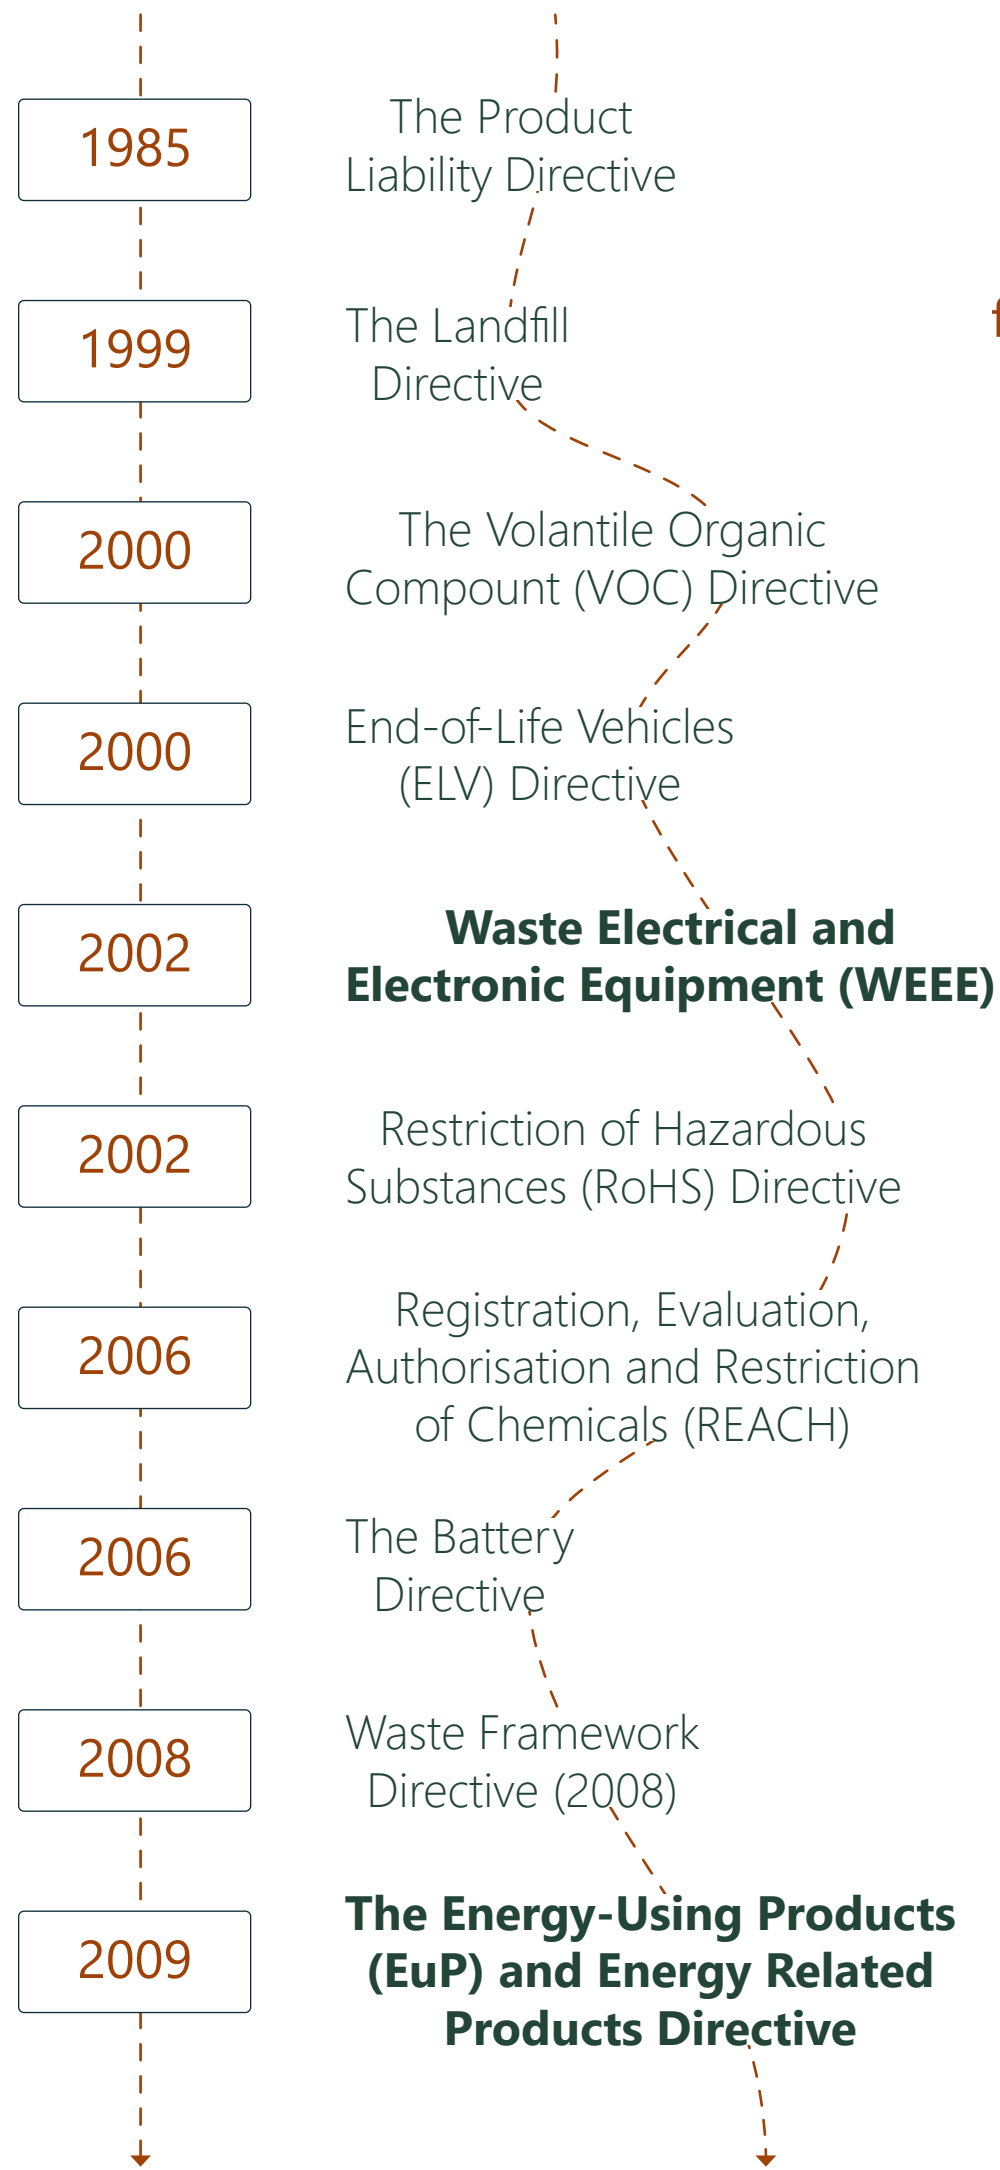 1985
The Product
Liability Directive
1999
The Landfill
Directive
f
2000
The Volantile Organic
Compount (VOC) Directive
2000
End-of-Life Vehicles
(ELV) Directive
2002
Waste Electrical and
Electronic Equipment (WEEE)
2002
Restriction of Hazardous
Substances (RoHS) Directive
2006
Registration, Evaluation,
Authorisation and Restriction
of Chemicals (REACH)
2006
The Battery
Directive
2008
Waste Framework
Directive (2008)
2009
The Energy-Using Products
(EuP) and Energy Related
Products Directive